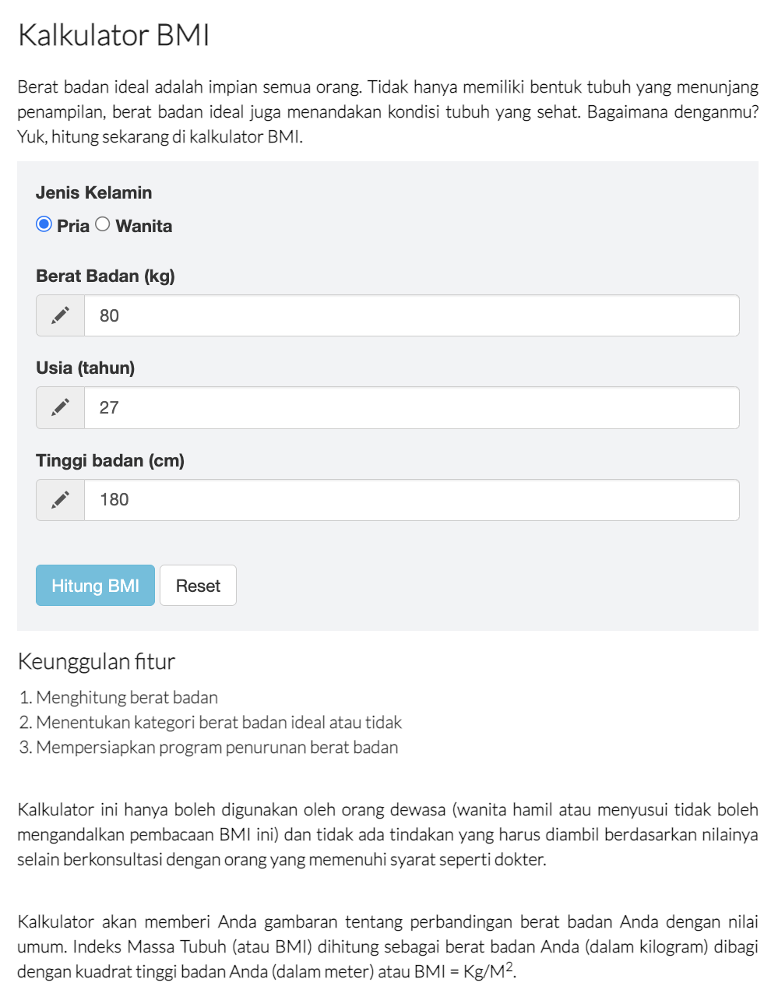 Kalkulator BMI
Berat badan ideal adalah impian semua orang. Tidak hanya memiliki bentuk tubuh yang menunjang
penampilan, berat badan ideal juga menandakan kondisi tubuh yang sehat. Bagaimana denganmu?
Yuk, hitung sekarang di kalkulator BMI.
Jenis Kelamin
Pria Wanita
Berat Badan (kg)
80
Usia (tahun)
27
Tinggi badan (cm)
180
Hitung BMI Reset
Keunggulan fitur
1. Menghitung berat badan
2. Menentukan kategori berat badan ideal atau tidak
3. Mempersiapkan program penurunan berat badan
Kalkulator ini hanya boleh digunakan oleh orang dewasa (wanita hamil atau menyusui tidak boleh
mengandalkan pembacaan BMI ini) dan tidak ada tindakan yang harus diambil berdasarkan nilainya
selain berkonsultasi dengan orang yang memenuhi syarat seperti dokter.
Kalkulator akan memberi Anda gambaran tentang perbandingan berat badan Anda dengan nilai
umum. Indeks Massa Tubuh (atau BMI) dihitung sebagai berat badan Anda (dalam kilogram) dibagi
dengan kuadrat tinggi badan Anda (dalam meter) atau BMI = Kg/M².